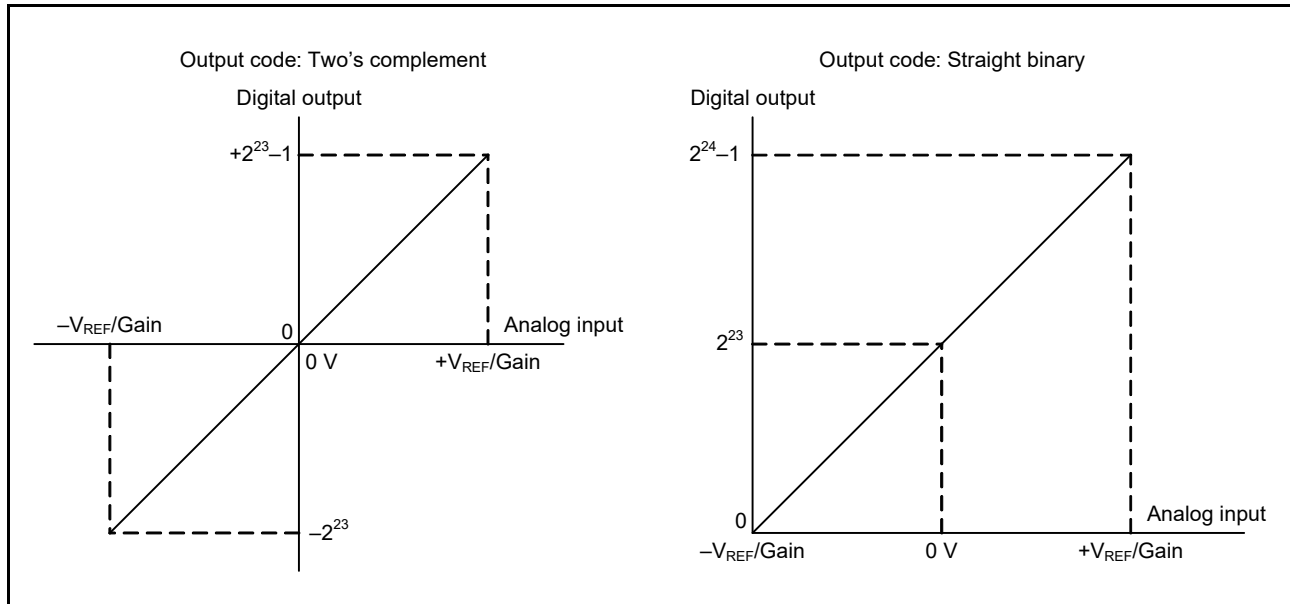 Output code: Two's complement
Digital output
+2^23–1
–V_REF/Gain
0
Analog input
0 V
+V_REF/Gain
–2^23
Output code: Straight binary
Digital output
2^24–1
2^23
0
Analog input
–V_REF/Gain
0 V
+V_REF/Gain